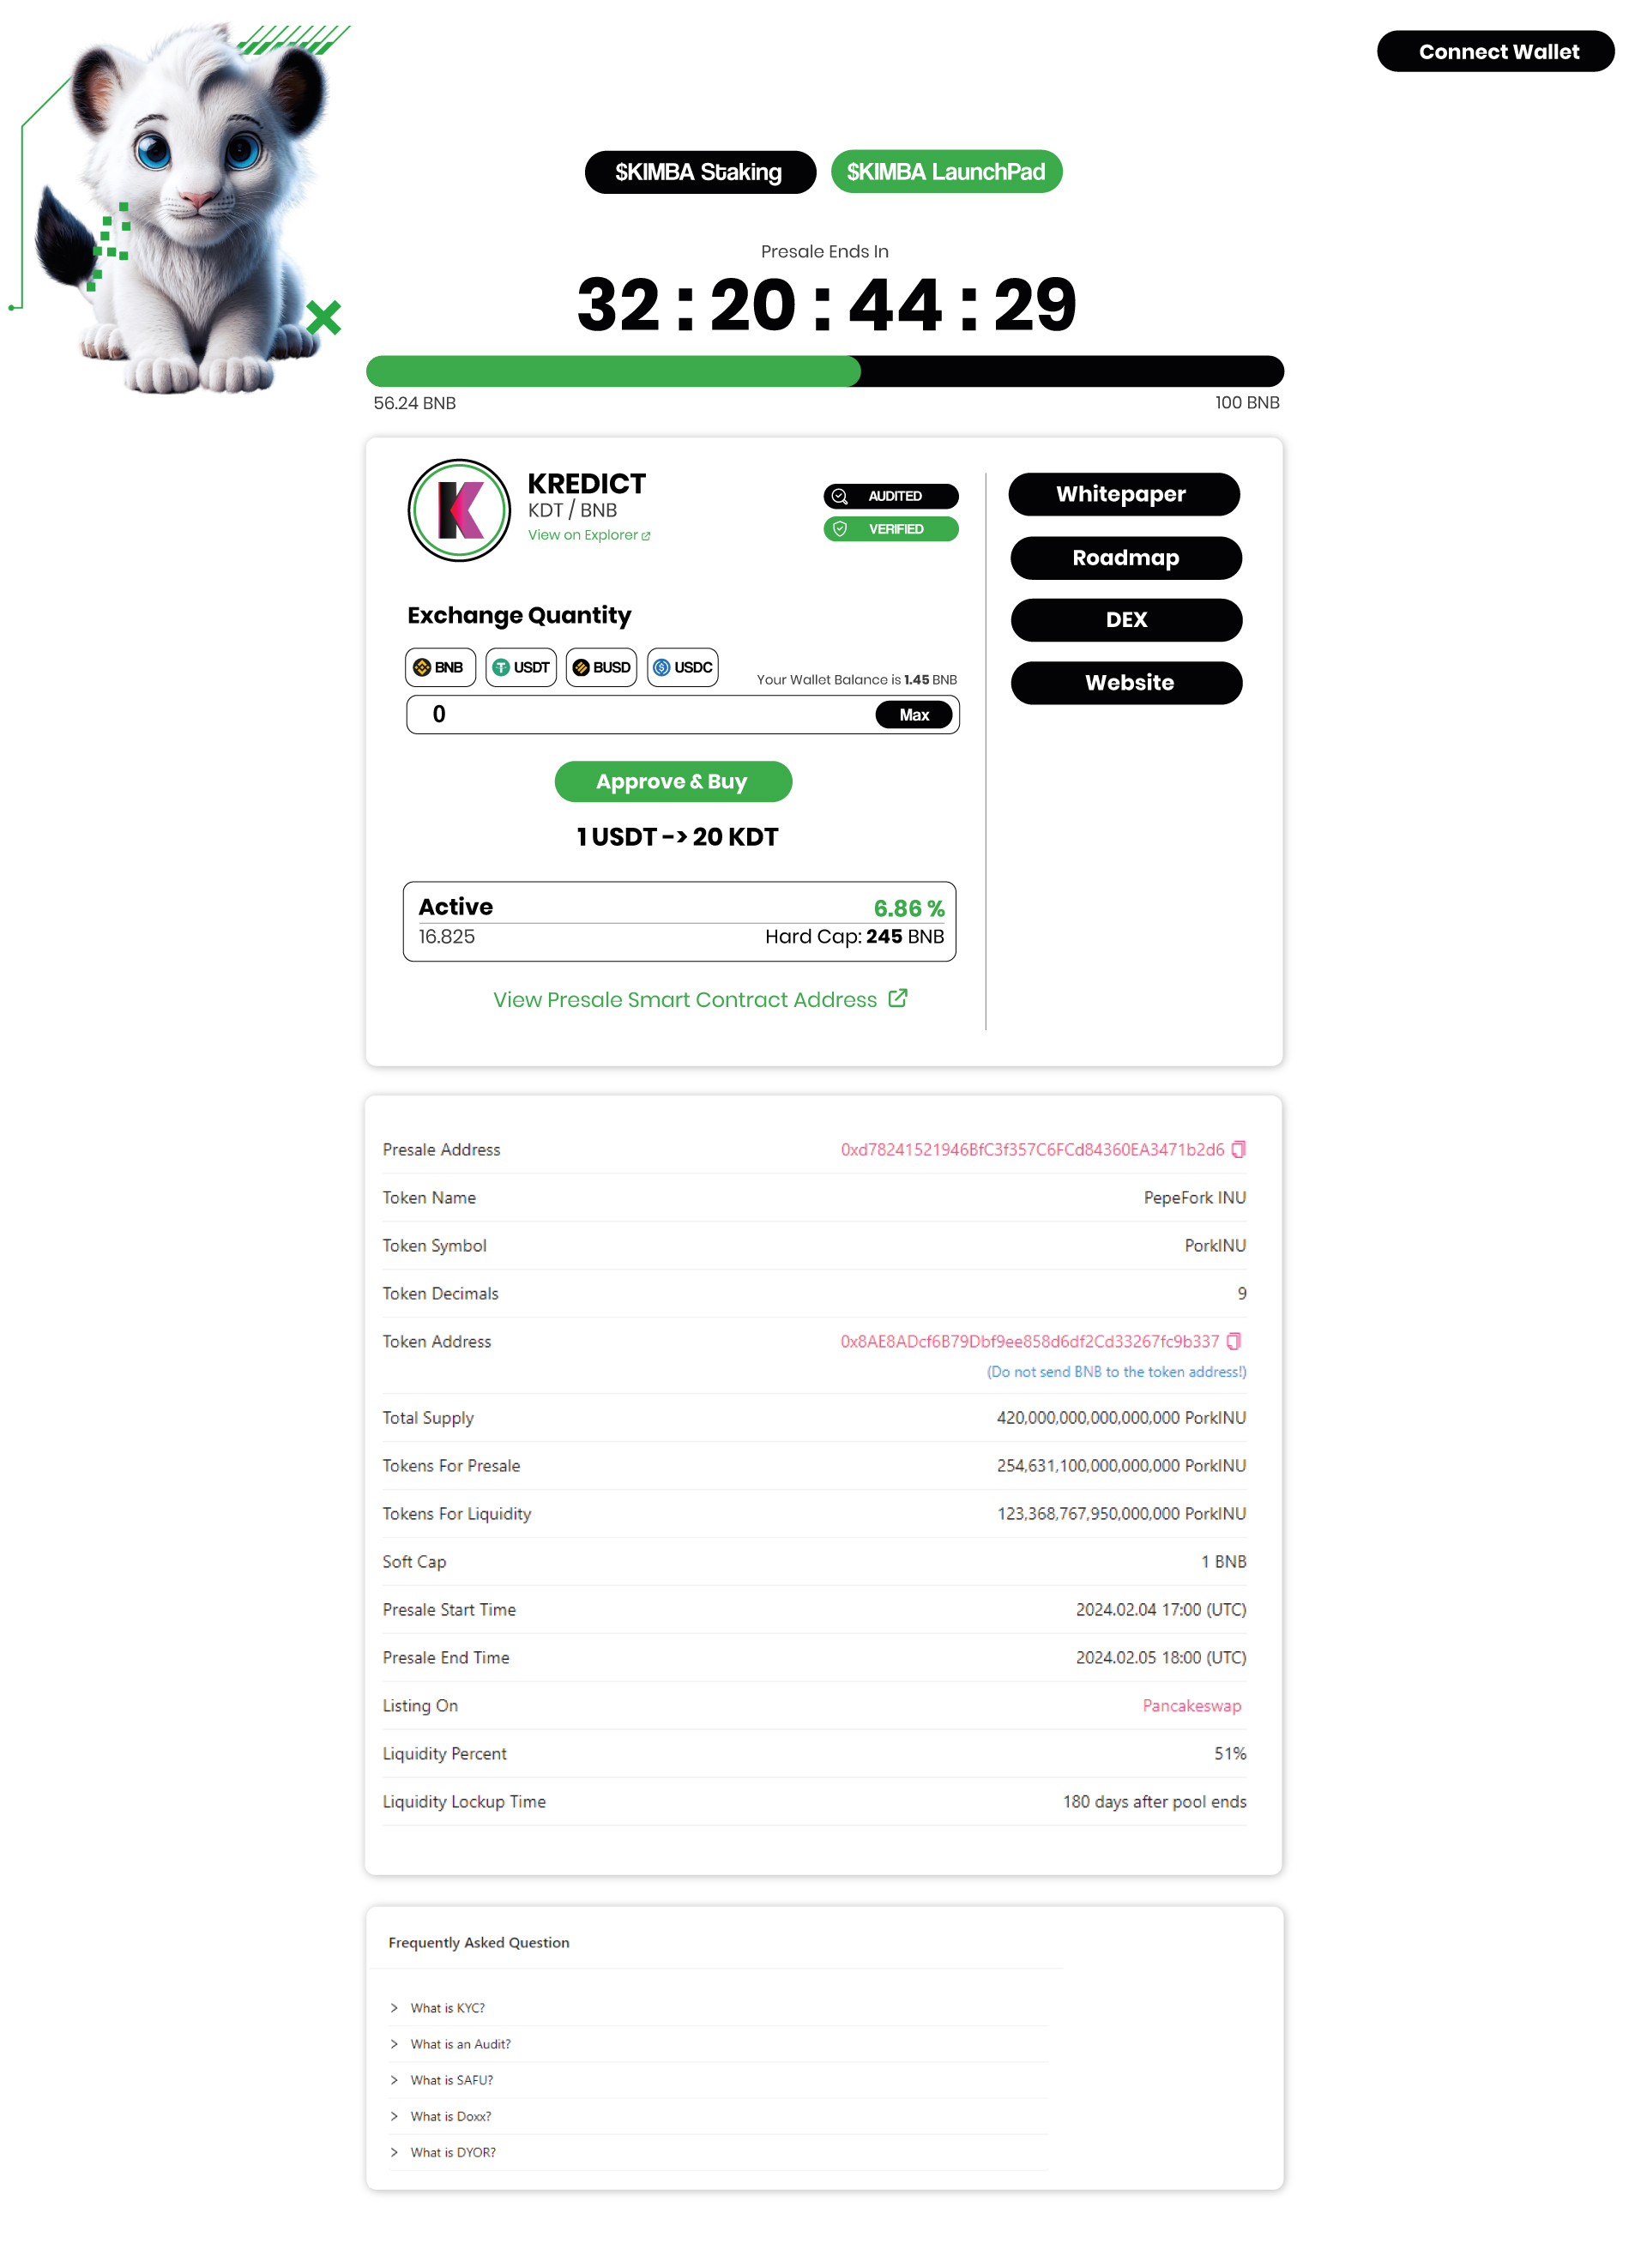 Connect Wallet
$KIMBA Staking
$KIMBA LaunchPad
Presale Ends In
32 : 20 : 44 : 29
56.24 BNB
100 BNB
KREDICT
KDT / BNB
View on Explorer
AUDITED
VERIFIED
Whitepaper
Roadmap
DEX
Website
Exchange Quantity
BNB
USDT
BUSD
USDC
Your Wallet Balance is 1.45 BNB
0
Max
Approve & Buy
1 USDT -> 20 KDT
Active
6.86 %
16.825
Hard Cap: 245 BNB
View Presale Smart Contract Address
Presale Address
0xd78241521946BfC3f357C6FCd84360EA3471b2d6
Token Name
PepeFork INU
Token Symbol
PorkINU
Token Decimals
9
Token Address
0x8AE8ADcf6B79Dbf9ee858d6df2Cd33267fc9b337
(Do not send BNB to the token address!)
Total Supply
420,000,000,000,000,000 PorkINU
Tokens For Presale
254,631,100,000,000,000 PorkINU
Tokens For Liquidity
123,368,767,950,000,000 PorkINU
Soft Cap
1 BNB
Presale Start Time
2024.02.04 17:00 (UTC)
Presale End Time
2024.02.05 18:00 (UTC)
Listing On
Pancakeswap
Liquidity Percent
51%
Liquidity Lockup Time
180 days after pool ends
Frequently Asked Question
What is KYC?
What is an Audit?
What is SAFU?
What is Doxx?
What is DYOR?